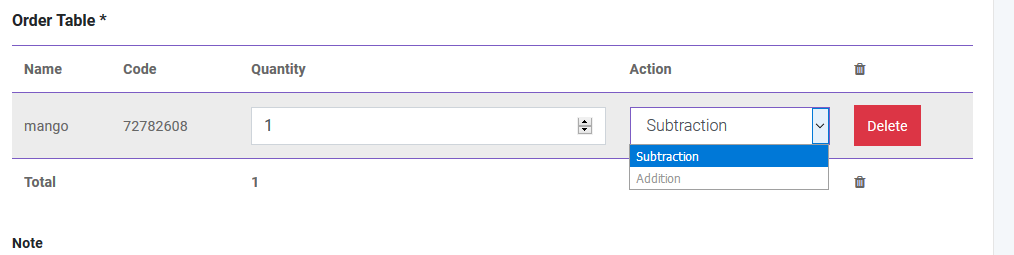 Order Table *
Name Code Quantity Action
mango 72782608 1 Subtraction Delete
Subtraction
Addition
Total 1
Note